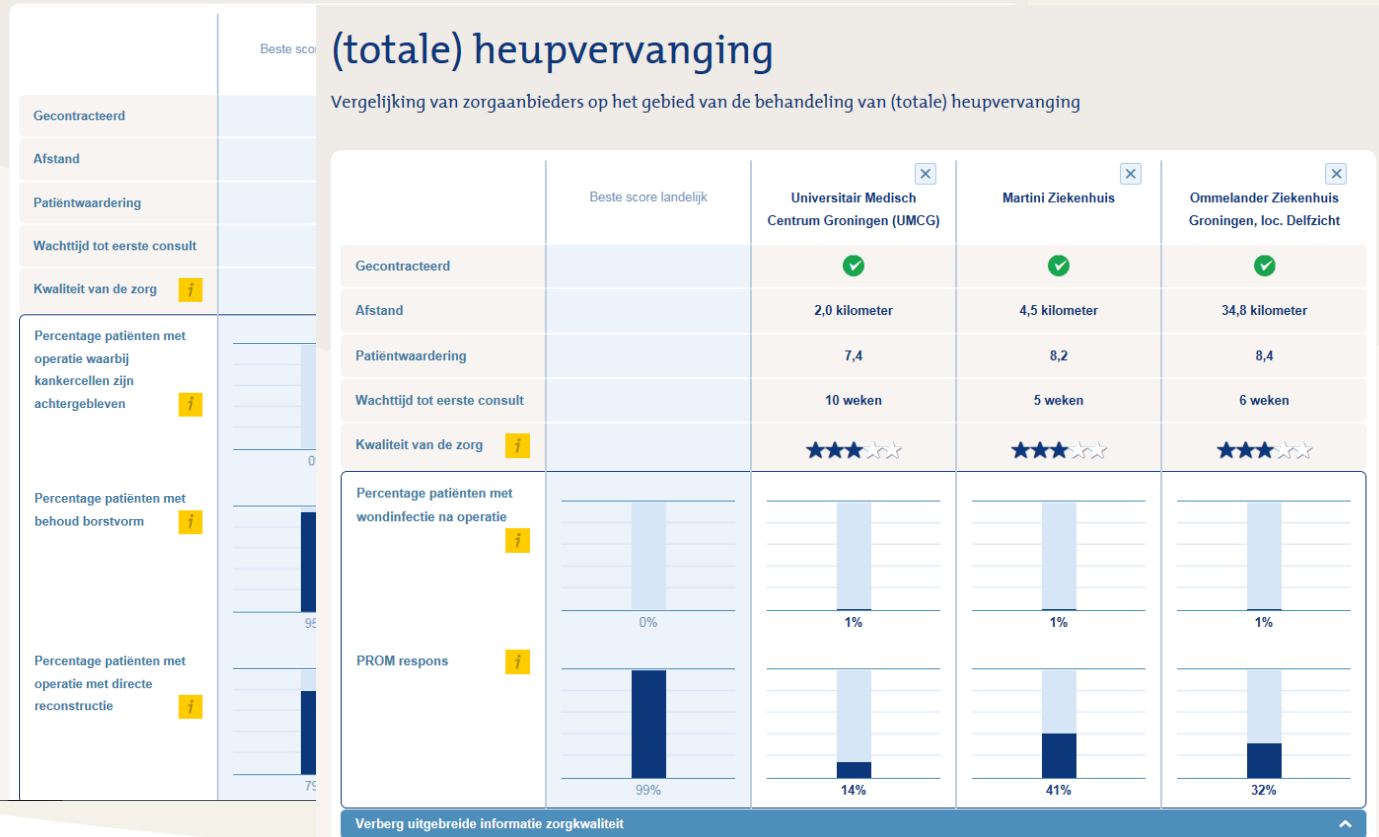 Beste
Gecontracteerd
Afstand
Patiëntwaardering
Wachttijd tot eerste consult
Kwaliteit van de zorg
i
Percentage patiënten met
operatie waarbij
kankercellen zijn
achtergebleven
i
Percentage patiënten met
behoud borstvorm
i
Percentage patiënten met
operatie met directe
reconstructie
i
(totale) heupvervanging
Vergelijking van zorgaanbieders op het gebied van de behandeling van (totale) heupvervanging
Beste score landelijk
Universitair Medisch
Centrum Groningen (UMCG)
Martini Ziekenhuis
Ommelander Ziekenhuis
Groningen, loc. Delfzicht
Gecontracteerd
Afstand 2,0 kilometer 4,5 kilometer 34,8 kilometer
Patiëntwaardering 7,4 8,2 8,4
Wachttijd tot eerste consult 10 weken 5 weken 6 weken
Kwaliteit van de zorg i
Percentage patiënten met
wondinfectie na operatie
i
0% 1% 1% 1%
PROM respons i
99% 14% 41% 32%
Verberg uitgebreide informatie zorgkwaliteit